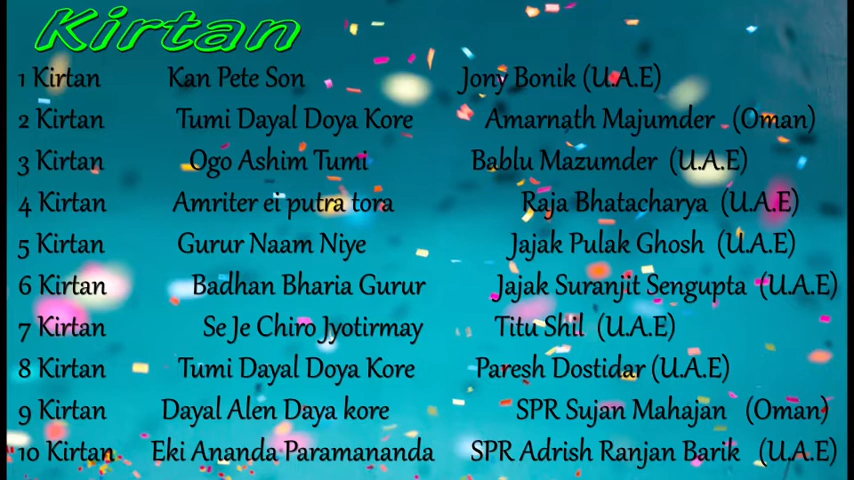 Kirtan
1 Kirtan Kan Pete Son Jony Bonik (U.A.E)
2 Kirtan Tumi Dayal Doya Kore Amarnath Majumder (Oman)
3 Kirtan Ogo Ashim Tumi Bablu Mazumder (U.A.E)
4 Kirtan Amriter ei putra tora Raja Bhatacharya (U.A.E)
5 Kirtan Gurur Naam Niye Jajak Pulak Ghosh (U.A.E)
6 Kirtan Badhan Bharia Gurur Jajak Suranjit Sengupta (U.A.E)
7 Kirtan Se Je Chiro Jyotirmay Titu Shil (U.A.E)
8 Kirtan Tumi Dayal Doya Kore Paresh Dostidar (U.A.E)
9 Kirtan Dayal Alen Daya kore SPR Sujan Mahajan (Oman)
10 Kirtan Eki Ananda Paramananda SPR Adrish Ranjan Barik (U.A.E)